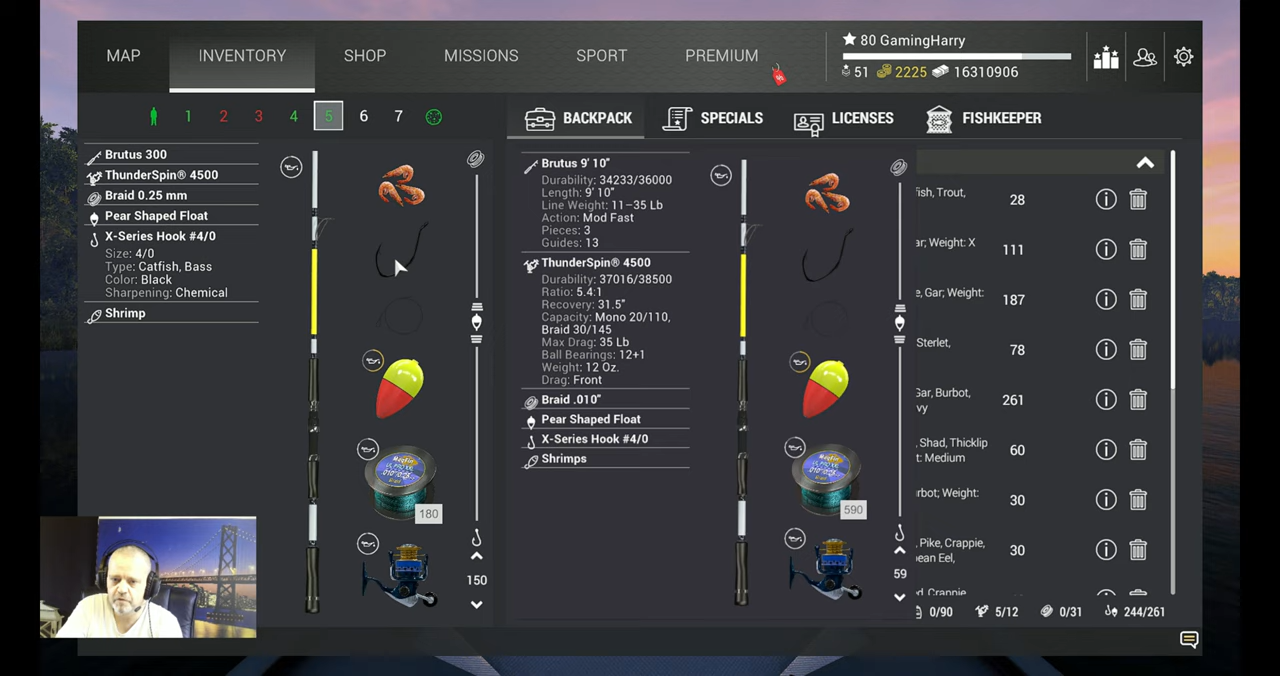 MAP INVENTORY SHOP MISSIONS SPORT PREMIUM
80 GamingHarry
51 2225 16310906
1 2 3 4 5 6 7
BACKPACK SPECIALS LICENSES FISHKEEPER
Brutus 300
ThunderSpin® 4500
Braid 0.25 mm
Pear Shaped Float
X-Series Hook #4/0
Size: 4/0
Type: Catfish, Bass
Color: Black
Sharpening: Chemical
Shrimp
180
150
Brutus 9' 10"
Durability: 34233/36000
Length: 9' 10"
Line Weight: 11–35 Lb
Action: Mod Fast
Pieces: 3
Guides: 13
ThunderSpin® 4500
Durability: 37016/38500
Ratio: 5.4:1
Recovery: 31.5"
Capacity: Mono 20/110,
Braid 30/145
Max Drag: 35 Lb
Ball Bearings: 12+1
Weight: 12 Oz.
Drag: Front
Braid .010"
Pear Shaped Float
X-Series Hook #4/0
Shrimps
590
59
fish, Trout,
28
ar; Weight: X
111
e, Gar; Weight:
187
Sterlet,
78
Gar, Burbot,
vy
261
, Shad, Thicklip
t: Medium
60
rbot; Weight:
30
, Pike, Crappie,
ean Eel,
30
d, Crappie
0/90 5/12 0/31 244/261